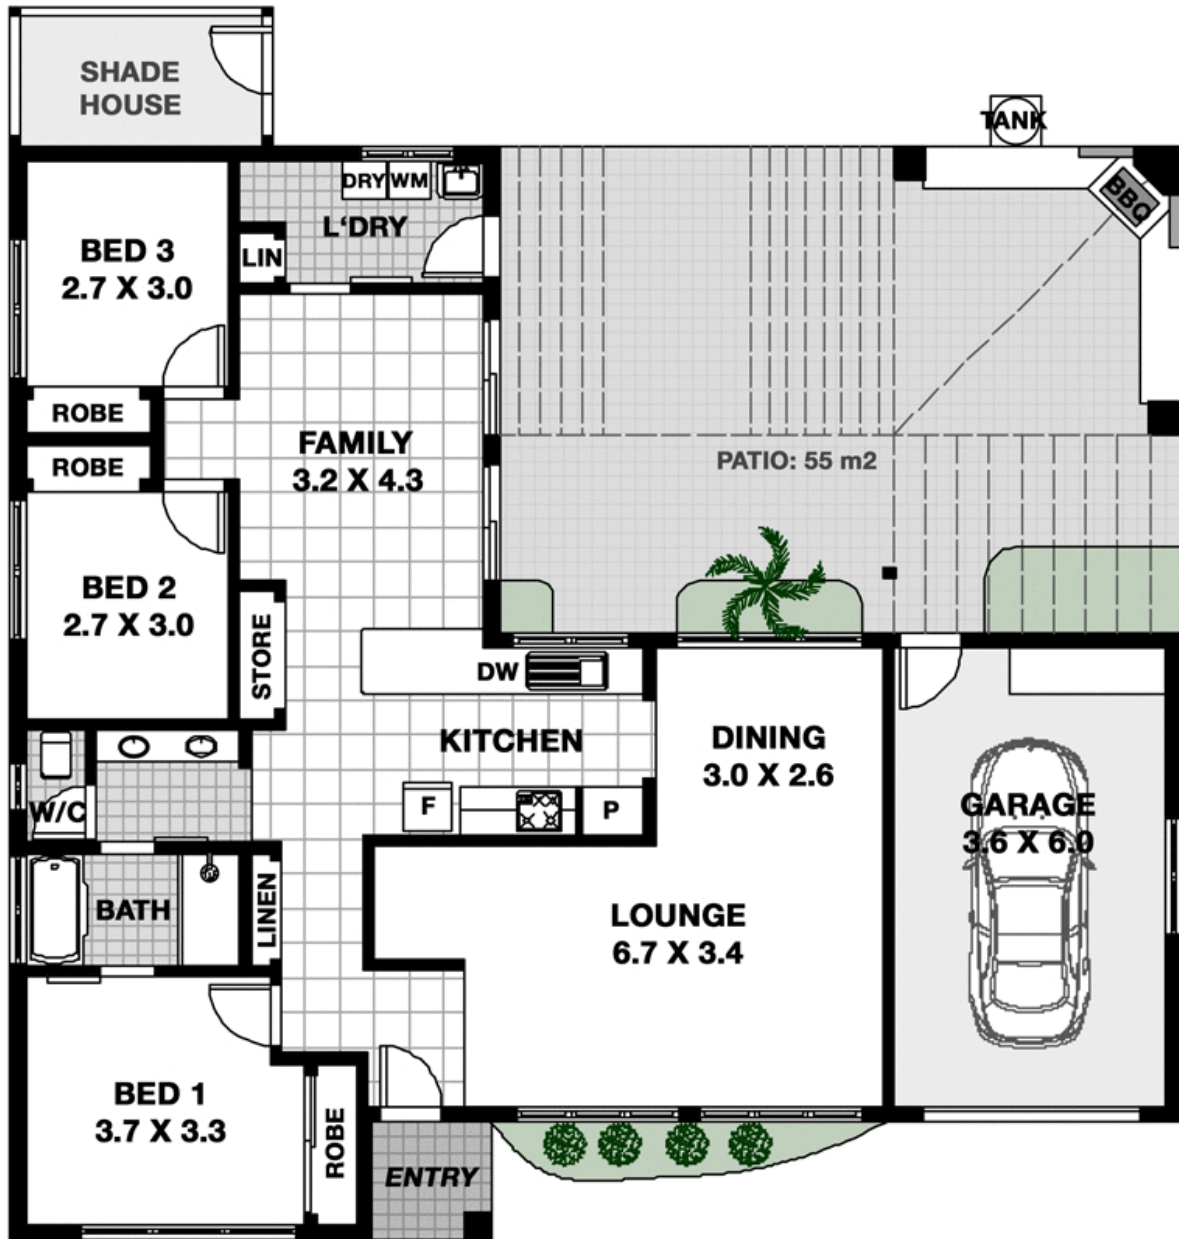 SHADE
HOUSE
TANK
BBQ
DRY
WM
L'DRY
LIN
BED 3
2.7 X 3.0
ROBE
ROBE
FAMILY
3.2 X 4.3
PATIO: 55 m2
BED 2
2.7 X 3.0
STORE
DW
KITCHEN
DINING
3.0 X 2.6
F
P
W/C
GARAGE
3.6 X 6.0
BATH
LINEN
LOUNGE
6.7 X 3.4
BED 1
3.7 X 3.3
ROBE
ENTRY